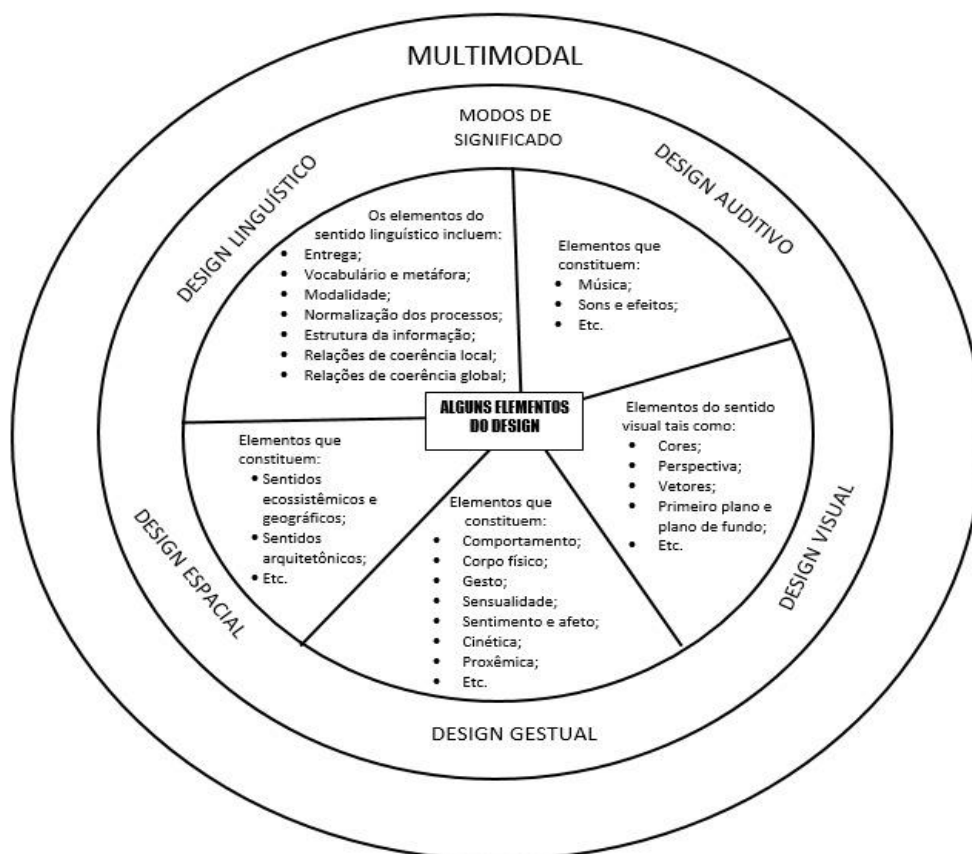 MULTIMODAL
MODOS DE
SIGNIFICADO
DESIGN LINGUÍSTICO
Os elementos do
sentido linguístico incluem:
• Entrega;
• Vocabulário e metáfora;
• Modalidade;
• Normalização dos processos;
• Estrutura da informação;
• Relações de coerência local;
• Relações de coerência global;
DESIGN AUDITIVO
Elementos que
constituem:
• Música;
• Sons e efeitos;
• Etc.
ALGUNS ELEMENTOS
DO DESIGN
Elementos do sentido
visual tais como:
• Cores;
• Perspectiva;
• Vetores;
• Primeiro plano e
plano de fundo;
• Etc.
DESIGN VISUAL
Elementos que
constituem:
• Sentidos
ecossistêmicos e
geográficos;
• Sentidos
arquitetônicos;
• Etc.
DESIGN ESPACIAL
Elementos que
constituem:
• Comportamento;
• Corpo físico;
• Gesto;
• Sensualidade;
• Sentimento e afeto;
• Cinética;
• Proxêmica;
• Etc.
DESIGN GESTUAL